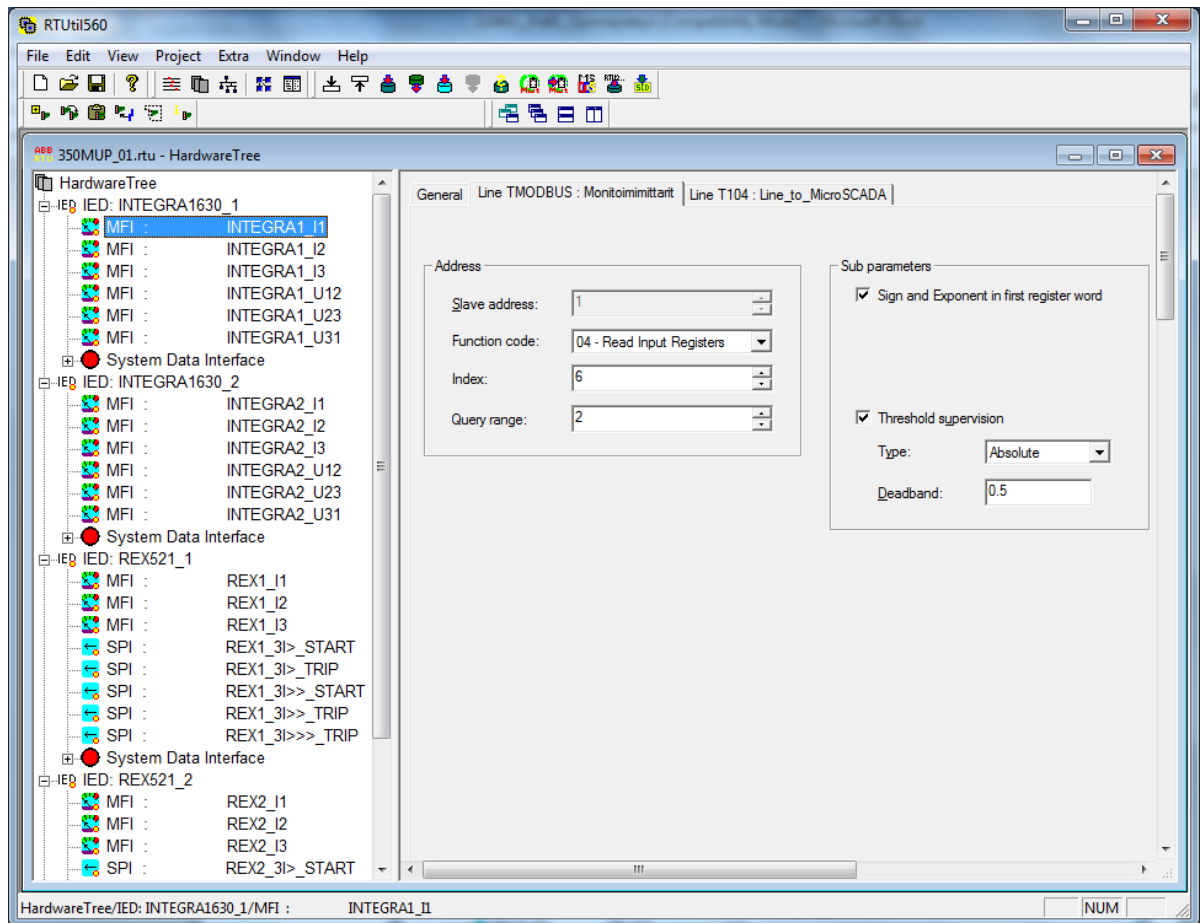 RTUtil560
File Edit View Project Extra Window Help
350MUP_01.rtu - HardwareTree
HardwareTree
IED: INTEGRA1630_1
MFI : INTEGRA1_I1
MFI : INTEGRA1_I2
MFI : INTEGRA1_I3
MFI : INTEGRA1_U12
MFI : INTEGRA1_U23
MFI : INTEGRA1_U31
System Data Interface
IED: INTEGRA1630_2
MFI : INTEGRA2_I1
MFI : INTEGRA2_I2
MFI : INTEGRA2_I3
MFI : INTEGRA2_U12
MFI : INTEGRA2_U23
MFI : INTEGRA2_U31
System Data Interface
IED: REX521_1
MFI : REX1_I1
MFI : REX1_I2
MFI : REX1_I3
SPI : REX1_3I>_START
SPI : REX1_3I>_TRIP
SPI : REX1_3I>>_START
SPI : REX1_3I>>_TRIP
SPI : REX1_3I>>>_TRIP
System Data Interface
IED: REX521_2
MFI : REX2_I1
MFI : REX2_I2
MFI : REX2_I3
SPI : REX2_3I>_START
General Line TMODBUS : Monitoimimittarit Line T104 : Line_to_MicroSCADA
Address
Slave address: 1
Function code: 04 - Read Input Registers
Index: 6
Query range: 2
Sub parameters
Sign and Exponent in first register word
Threshold supervision
Type: Absolute
Deadband: 0.5
HardwareTree/IED: INTEGRA1630_1/MFI : INTEGRA1_I1 NUM